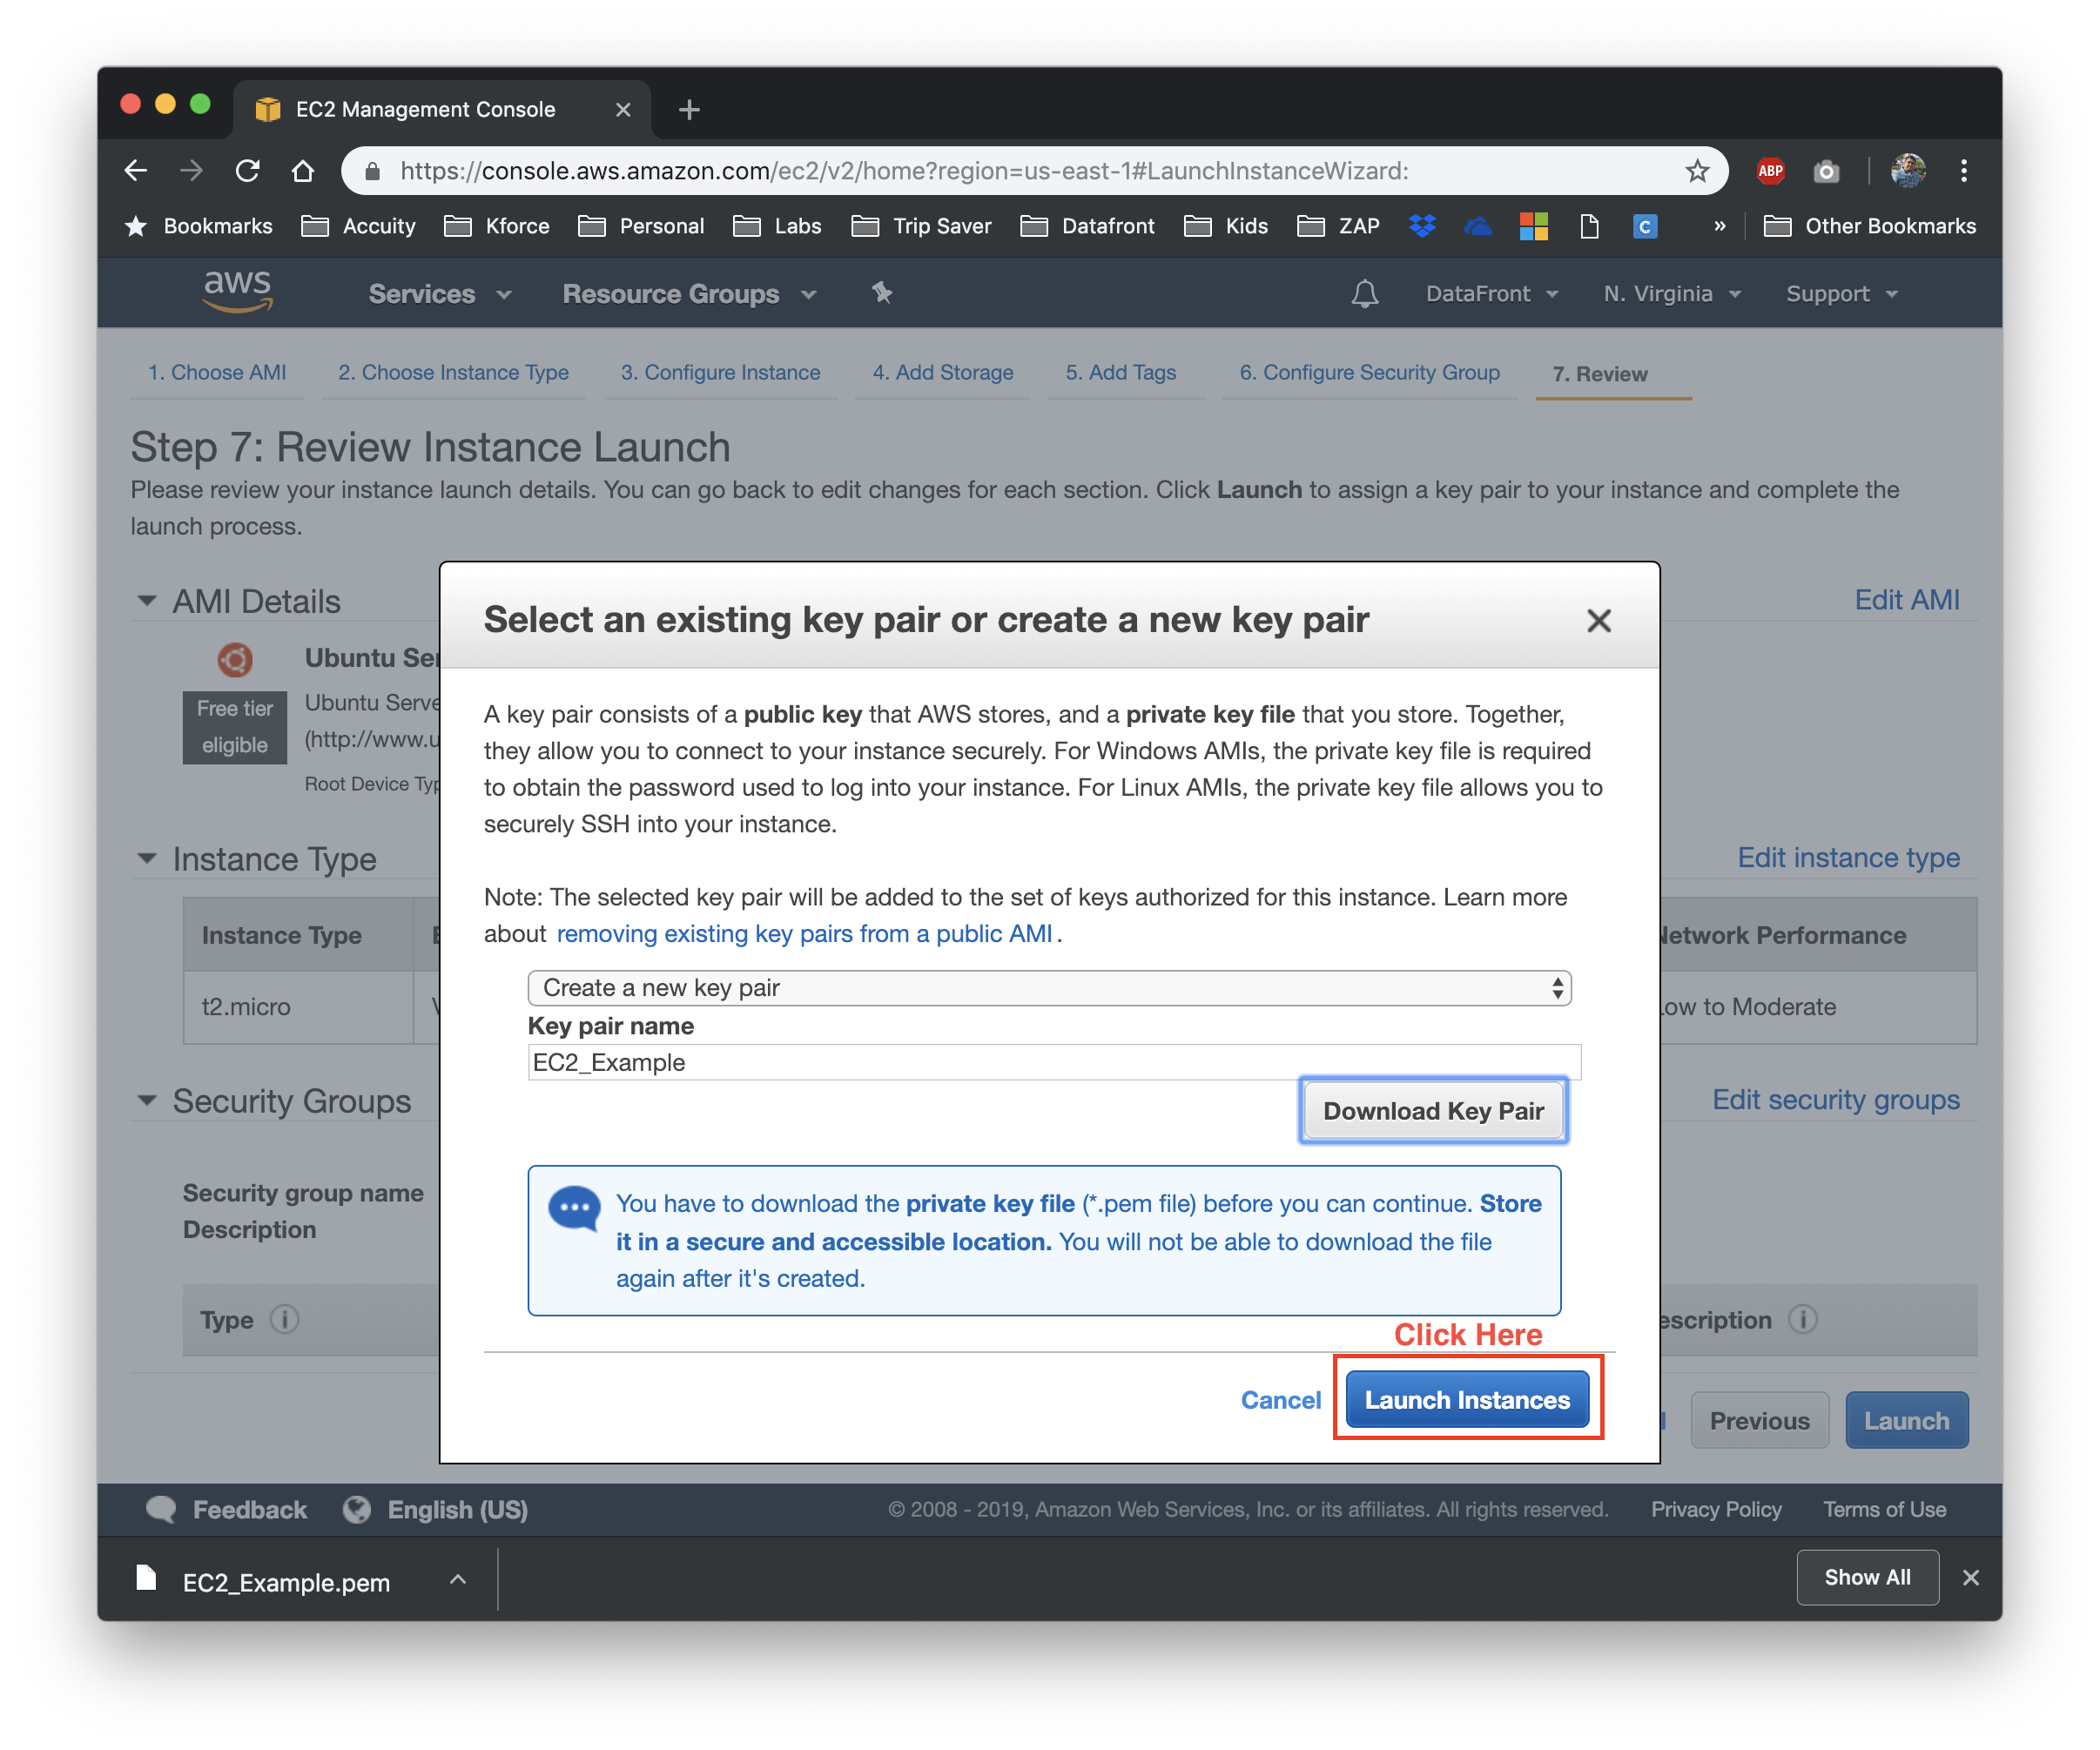 EC2 Management Console
https://console.aws.amazon.com/ec2/v2/home?region=us-east-1#LaunchInstanceWizard:
ABP
Bookmarks Accuity Kforce Personal Labs Trip Saver Datafront Kids ZAP C » Other Bookmarks
aws Services Resource Groups DataFront N. Virginia Support
1. Choose AMI 2. Choose Instance Type 3. Configure Instance 4. Add Storage 5. Add Tags 6. Configure Security Group 7. Review
Step 7: Review Instance Launch
Please review your instance launch details. You can go back to edit changes for each section. Click Launch to assign a key pair to your instance and complete the
launch process.
AMI Details
Edit AMI
Ubuntu Ser
Free tier
eligible
Ubuntu Serve
(http://www.u
Root Device Typ
Instance Type
Edit instance type
Instance Type
Network Performance
t2.micro
Low to Moderate
Security Groups
Edit security groups
Security group name
Description
Type
escription
Previous Launch
Select an existing key pair or create a new key pair
A key pair consists of a public key that AWS stores, and a private key file that you store. Together,
they allow you to connect to your instance securely. For Windows AMIs, the private key file is required
to obtain the password used to log into your instance. For Linux AMIs, the private key file allows you to
securely SSH into your instance.
Note: The selected key pair will be added to the set of keys authorized for this instance. Learn more
about removing existing key pairs from a public AMI .
Create a new key pair
Key pair name
EC2_Example
Download Key Pair
You have to download the private key file (*.pem file) before you can continue. Store
it in a secure and accessible location. You will not be able to download the file
again after it's created.
Click Here
Cancel Launch Instances
Feedback English (US) © 2008 - 2019, Amazon Web Services, Inc. or its affiliates. All rights reserved. Privacy Policy Terms of Use
EC2_Example.pem
Show All